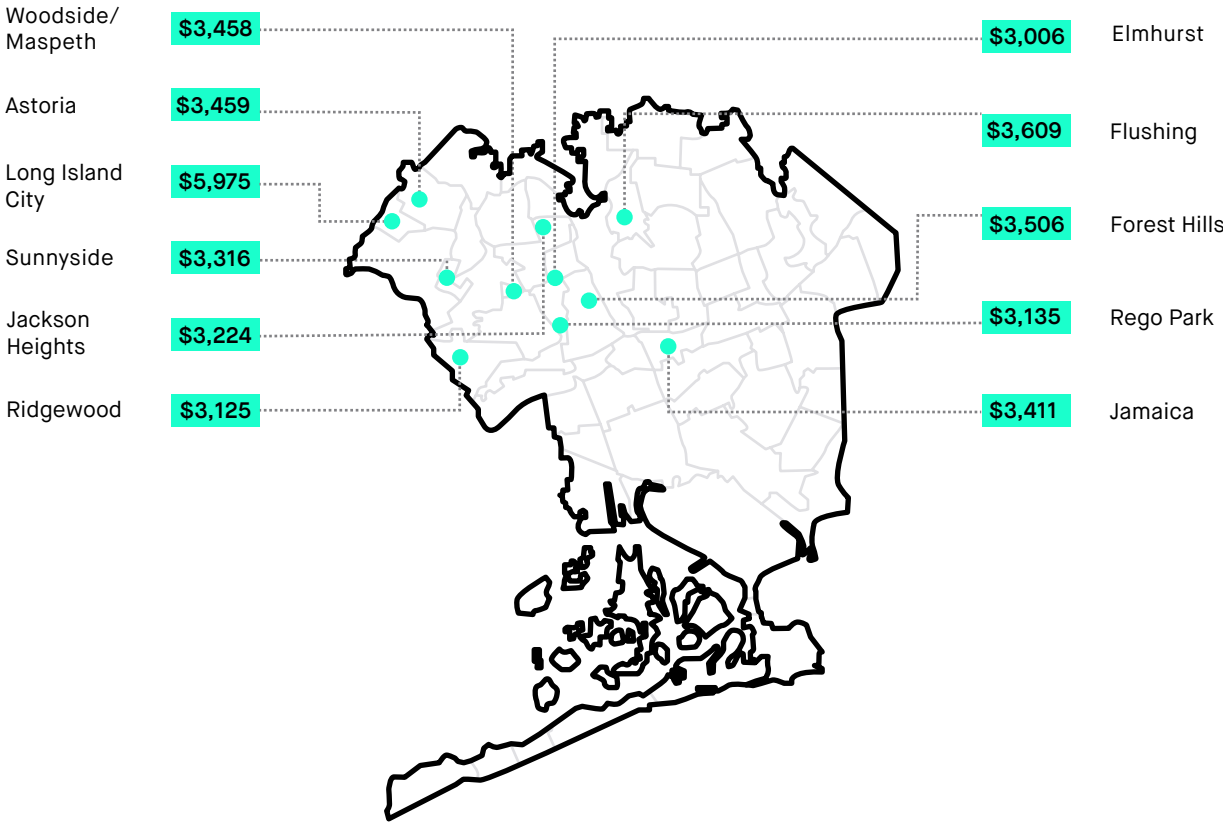 Woodside/
Maspeth
$3,458
Astoria
$3,459
Long Island
City
$5,975
Sunnyside
$3,316
Jackson
Heights
$3,224
Ridgewood
$3,125
$3,006
Elmhurst
$3,609
Flushing
$3,506
Forest Hills
$3,135
Rego Park
$3,411
Jamaica